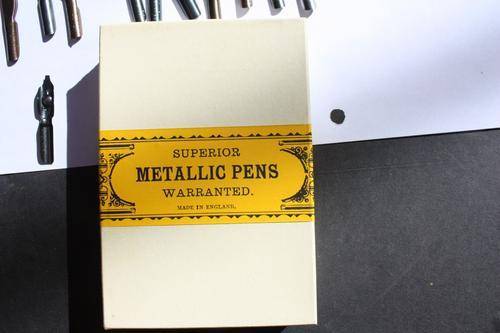 SUPERIOR
METALLIC PENS
WARRANTED.
MADE IN ENGLAND,